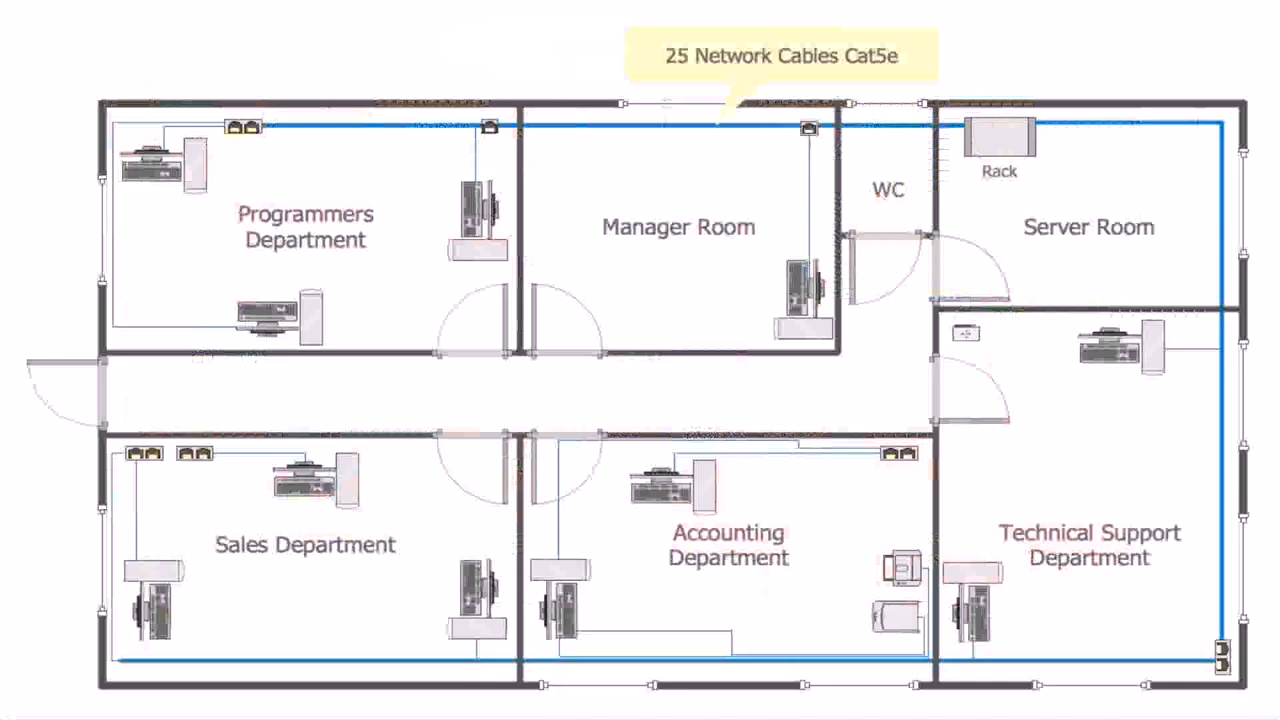 25 Network Cables Cat5e
Rack
WC
Programmers
Department
Manager Room
Server Room
Sales Department
Accounting
Department
Technical Support
Department